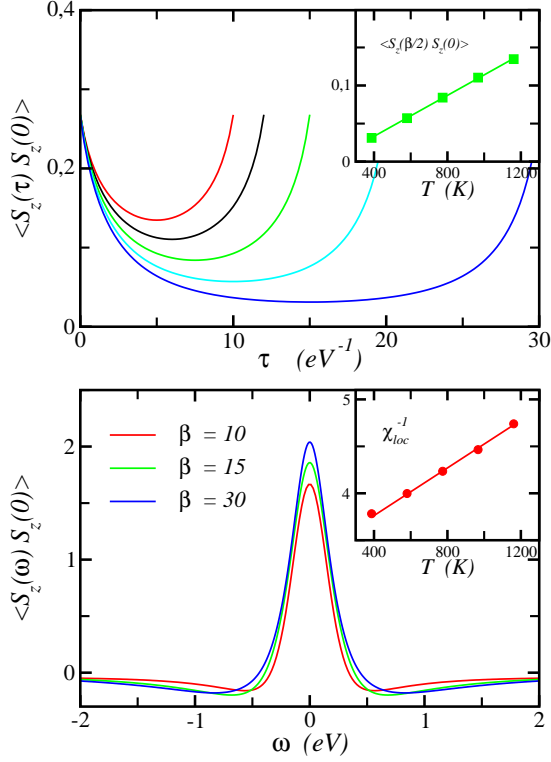 0,4
<S_z(β/2) S_z(0)>
0,1
0
400 800 1200
T (K)
<S_z(τ) S_z(0)>
0,2
0
0 10 20 30
τ (eV^-1)
5
χ_loc^-1
4
400 800 1200
T (K)
2
β = 10
β = 15
β = 30
<S_z(ω) S_z(0)>
1
0
-2 -1 0 1 2
ω (eV)